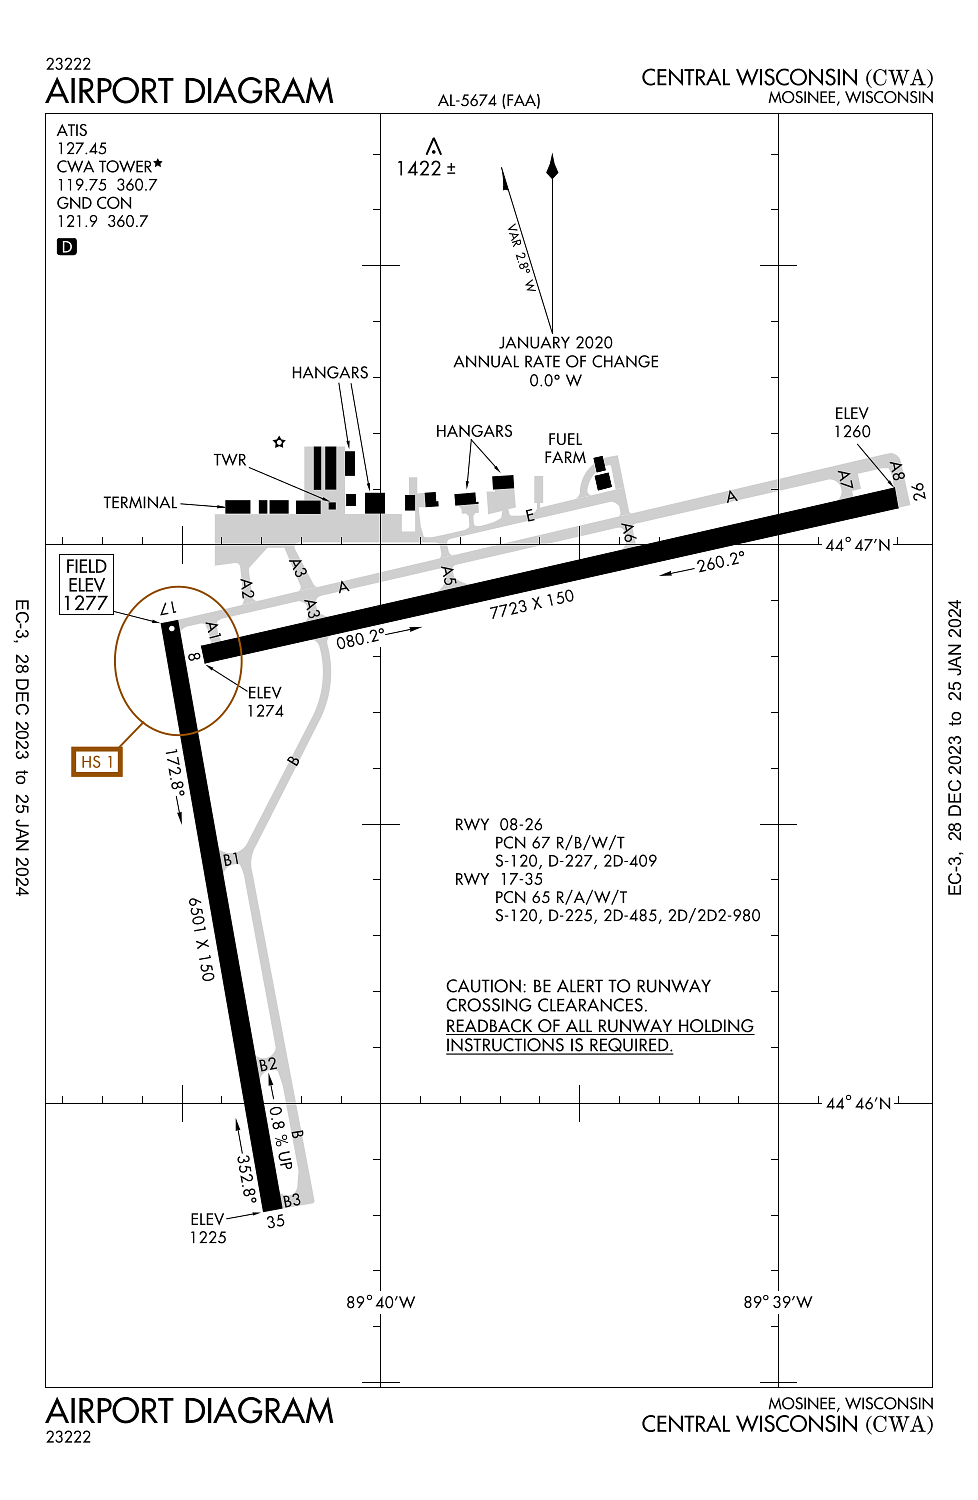 23222
AIRPORT DIAGRAM
AL-5674 (FAA)
CENTRAL WISCONSIN (CWA)
MOSINEE, WISCONSIN
ATIS
127.45
CWA TOWER★
119.75 360.7
GND CON
121.9 360.7
D
1422 ±
VAR 2.8° W
JANUARY 2020
ANNUAL RATE OF CHANGE
0.0° W
HANGARS
HANGARS
TWR
TERMINAL
FUEL
FARM
ELEV
1260
A8
26
A7
A
E
A6
44°47'N
260.2°
7723 X 150
A5
A3
A
A2
A3
080.2°
FIELD
ELEV
1277
17
A1
8
ELEV
1274
HS 1
172.8°
B
B1
6501 X 150
RWY 08-26
PCN 67 R/B/W/T
S-120, D-227, 2D-409
RWY 17-35
PCN 65 R/A/W/T
S-120, D-225, 2D-485, 2D/2D2-980
CAUTION: BE ALERT TO RUNWAY
CROSSING CLEARANCES.
READBACK OF ALL RUNWAY HOLDING
INSTRUCTIONS IS REQUIRED.
B2
44°46'N
0.8 % UP
B
352.8°
B3
ELEV
1225
35
89°40'W
89°39'W
EC-3, 28 DEC 2023 to 25 JAN 2024
EC-3, 28 DEC 2023 to 25 JAN 2024
AIRPORT DIAGRAM
23222
MOSINEE, WISCONSIN
CENTRAL WISCONSIN (CWA)